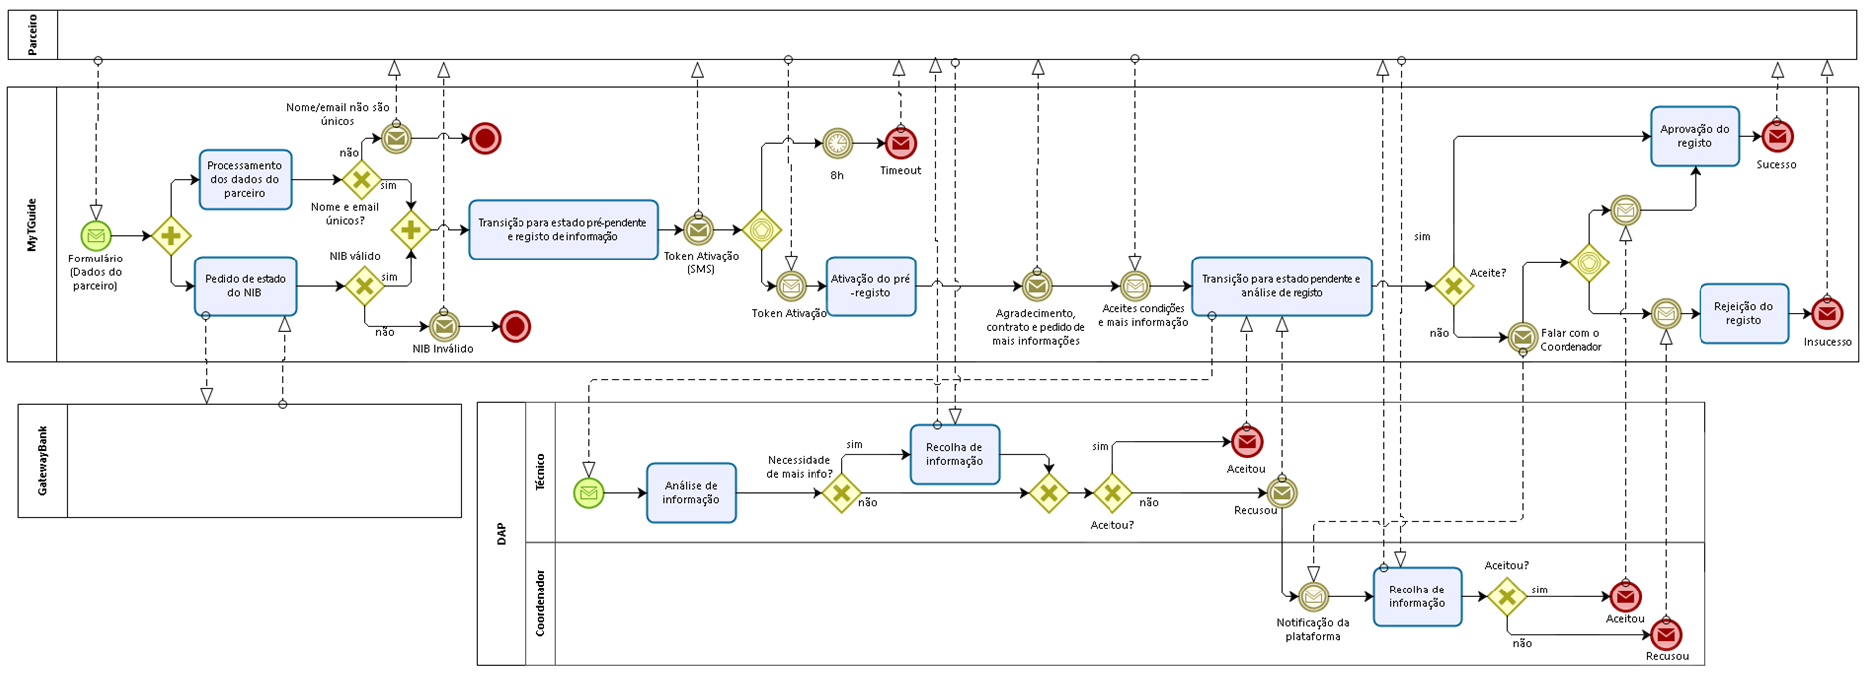 Parceiro
MyTGuide
Formulário
(Dados do
parceiro)
Processamento
dos dados do
parceiro
Pedido de estado
do NIB
Nome/email não são
únicos
não
sim
Nome e email
únicos?
NIB válido
sim
não
NIB Inválido
Transição para estado pré-pendente
e registo de informação
Token Ativação
(SMS)
8h
Timeout
Token Ativação
Ativação do pré
-registo
Agradecimento,
contrato e pedido de
mais informações
Aceites condições
e mais informação
Transição para estado pendente e
análise de registo
sim
Aceite?
não
Falar com o
Coordenador
Aprovação do
registo
Sucesso
Rejeição do
registo
Insucesso
GatewayBank
DAP
Técnico
Análise de
informação
Necessidade
de mais info?
sim
não
Recolha de
informação
sim
Aceitou?
não
Aceitou
Recusou
Coordenador
Notificação da
plataforma
Recolha de
informação
Aceitou?
sim
não
Aceitou
Recusou